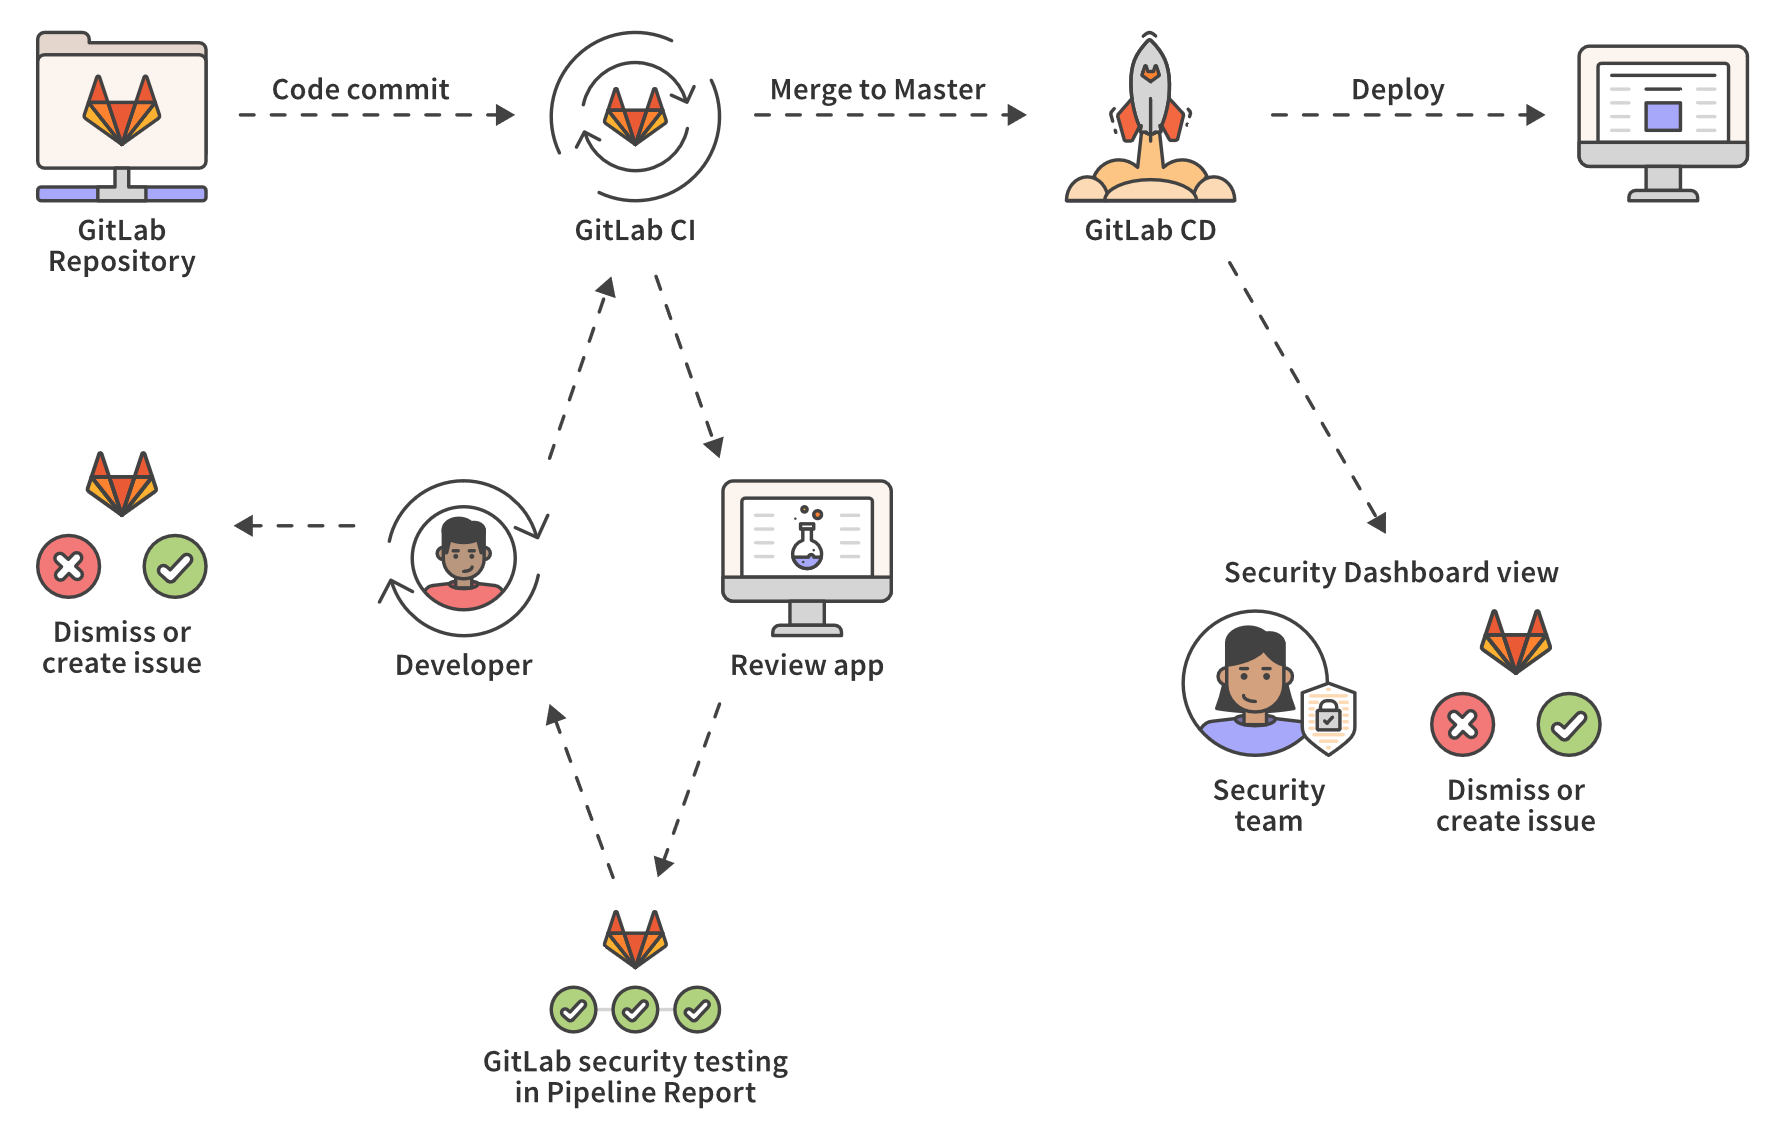 Code commit
Merge to Master
Deploy
GitLab
Repository
GitLab CI
GitLab CD
Dismiss or
create issue
Developer
Review app
Security Dashboard view
Security
team
Dismiss or
create issue
GitLab security testing
in Pipeline Report